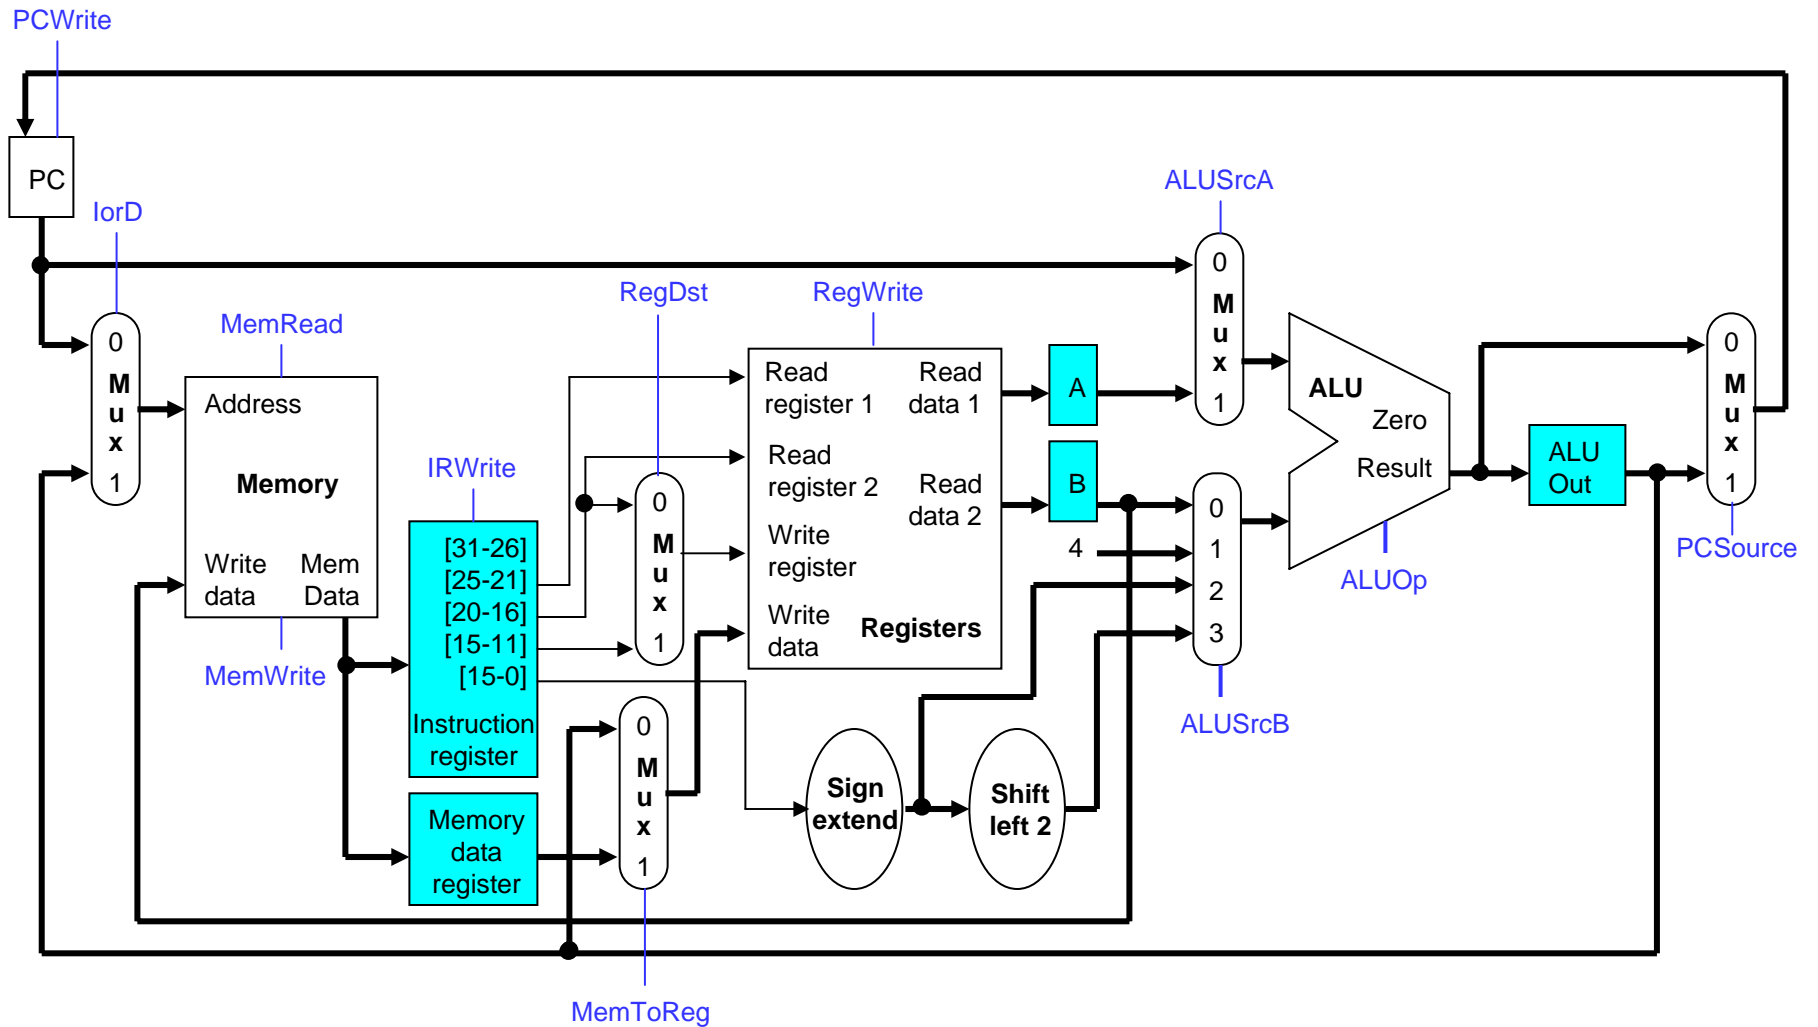 PCWrite
PC
IorD
0
M
u
x
1
MemRead
Address
Memory
Write
data
Mem
Data
MemWrite
IRWrite
[31-26]
[25-21]
[20-16]
[15-11]
[15-0]
Instruction
register
Memory
data
register
RegDst
0
M
u
x
1
0
M
u
x
1
MemToReg
RegWrite
Read
register 1
Read
data 1
Read
register 2
Read
data 2
Write
register
Write
data
Registers
Sign
extend
Shift
left 2
A
B
4
ALUSrcA
0
M
u
x
1
0
1
2
3
ALUSrcB
ALU
Zero
Result
ALUOp
ALU
Out
0
M
u
x
1
PCSource